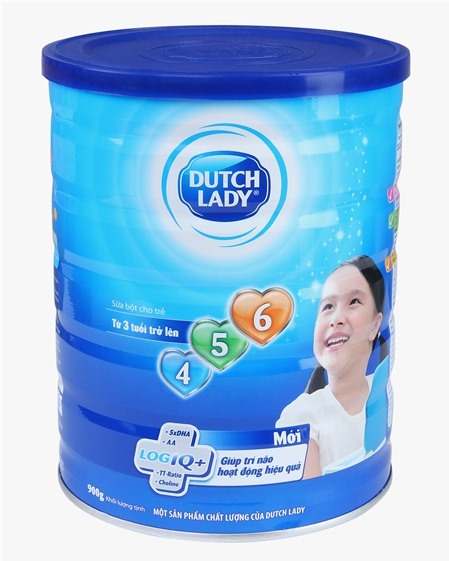 DUTCH
LADY®
Sữa bột cho trẻ
Từ 3 tuổi trở lên
4
5
6
• 5xDHA
• AA
LOGIQ+
• TT-Ratio
• Choline
Mới
Giúp trí não
hoạt động hiệu quả
900g Khối lượng tịnh
MỘT SẢN PHẨM CHẤT LƯỢNG CỦA DUTCH LADY